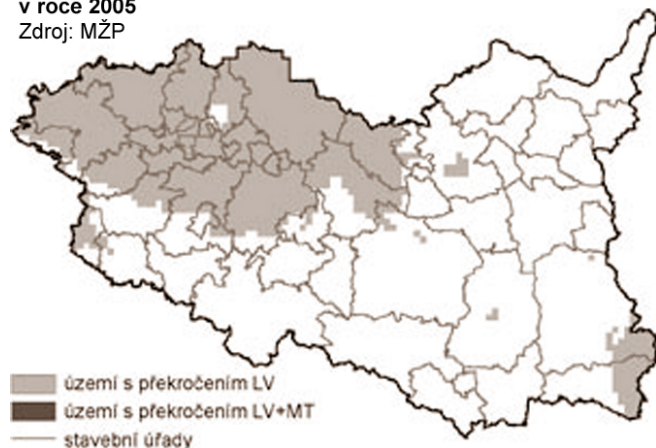 v roce 2005
Zdroj: MŽP
území s překročením LV
území s překročením LV+MT
stavební úřady